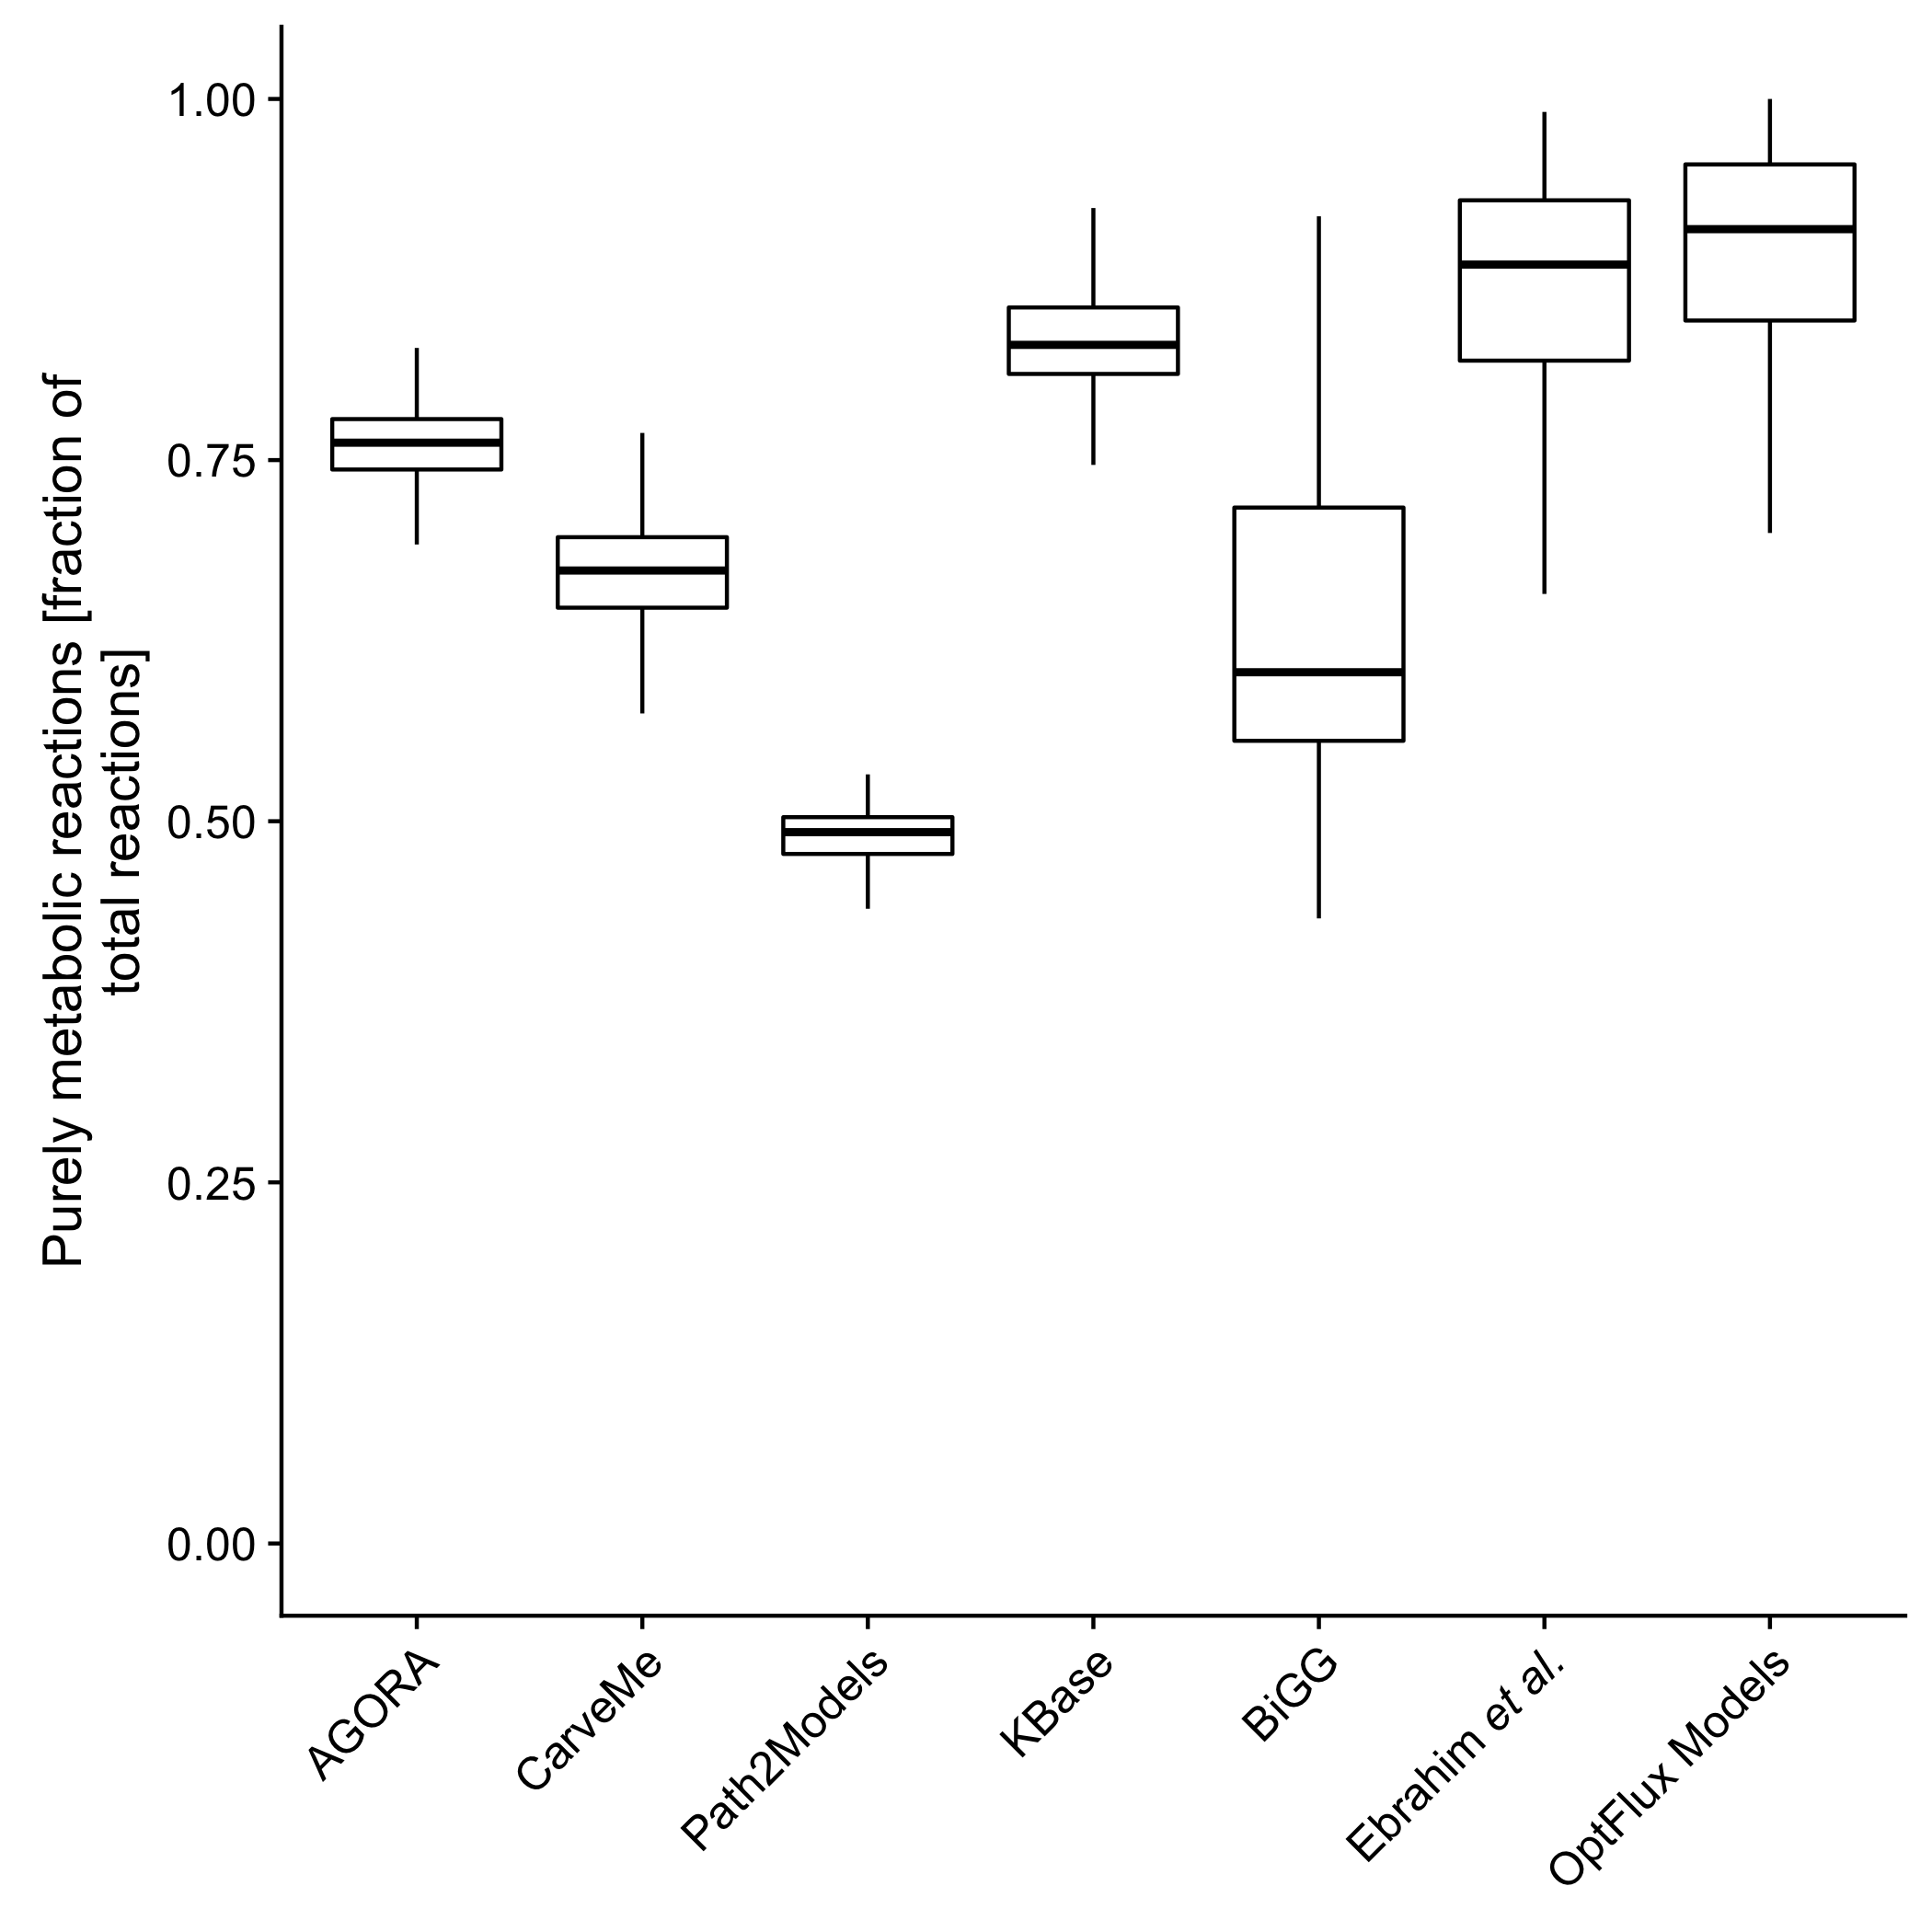 Purely metabolic reactions [fraction of
total reactions]
1.00
0.75
0.50
0.25
0.00
AGORA
CarveMe
Path2Models
KBase
BiGG
Ebrahim et al.
OptFlux Models